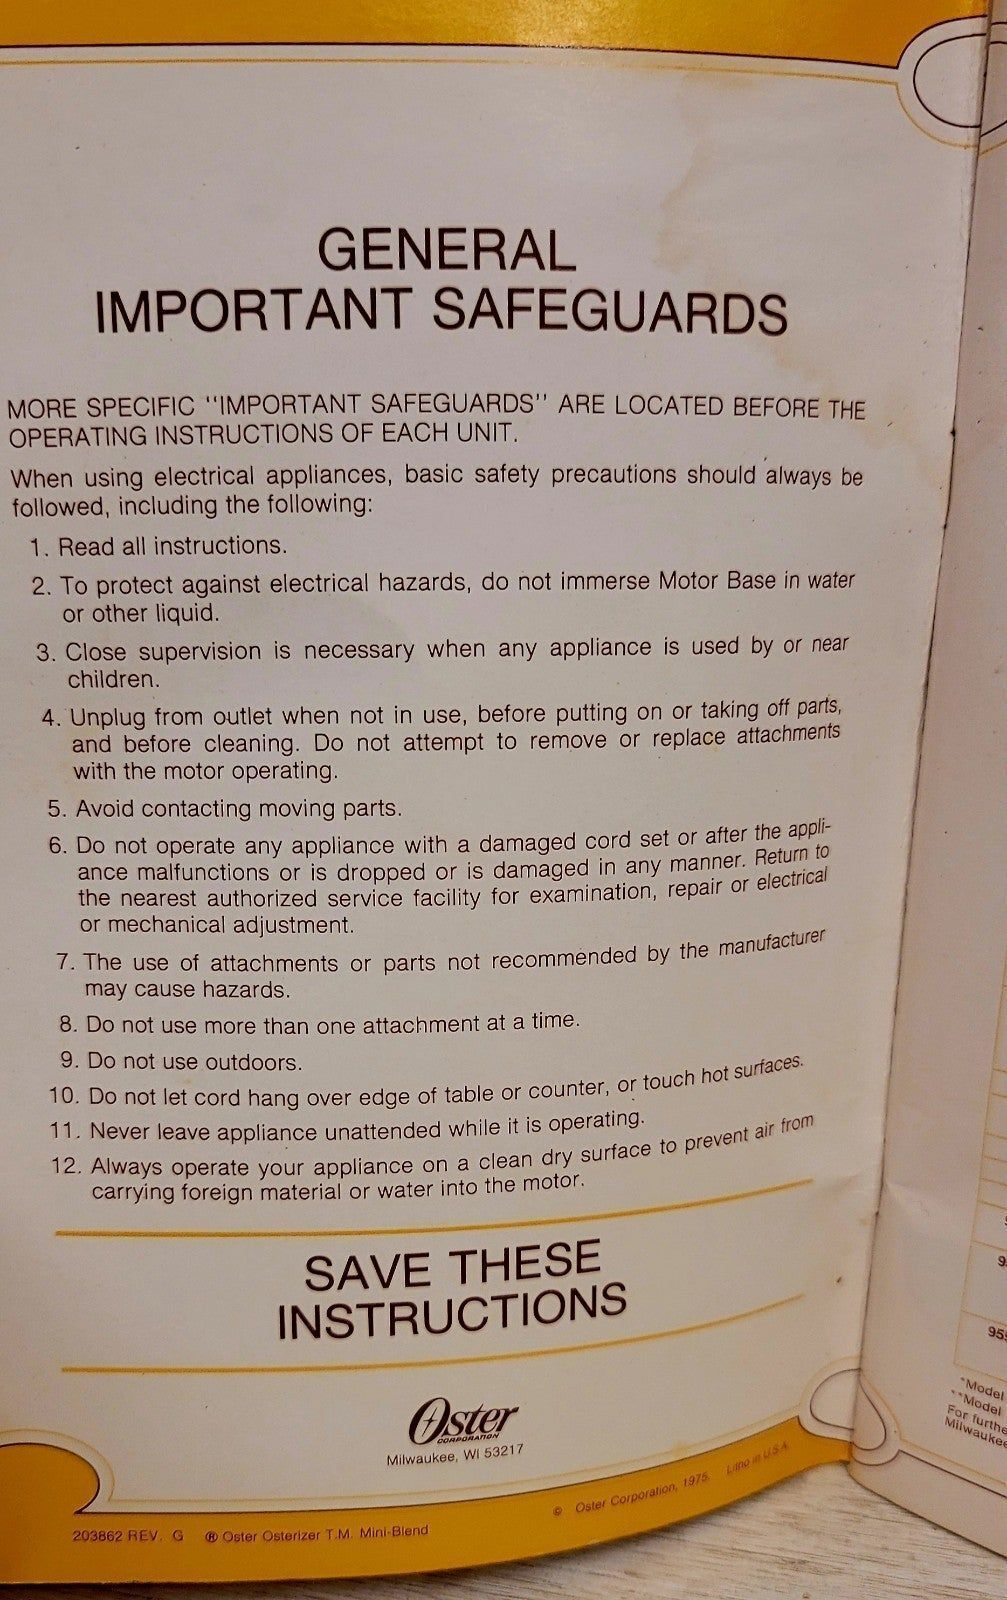 GENERAL
IMPORTANT SAFEGUARDS
MORE SPECIFIC "IMPORTANT SAFEGUARDS" ARE LOCATED BEFORE THE
OPERATING INSTRUCTIONS OF EACH UNIT.
When using electrical appliances, basic safety precautions should always be
followed, including the following:
1. Read all instructions.
2. To protect against electrical hazards, do not immerse Motor Base in water
or other liquid.
3. Close supervision is necessary when any appliance is used by or near
children.
4. Unplug from outlet when not in use, before putting on or taking off parts,
and before cleaning. Do not attempt to remove or replace attachments
with the motor operating.
5. Avoid contacting moving parts.
6. Do not operate any appliance with a damaged cord set or after the appli-
ance malfunctions or is dropped or is damaged in any manner. Return to
the nearest authorized service facility for examination, repair or electrical
or mechanical adjustment.
7. The use of attachments or parts not recommended by the manufacturer
may cause hazards.
8. Do not use more than one attachment at a time.
9. Do not use outdoors.
10. Do not let cord hang over edge of table or counter, or touch hot surfaces.
11. Never leave appliance unattended while it is operating.
12. Always operate your appliance on a clean dry surface to prevent air from
carrying foreign material or water into the motor.
SAVE THESE
INSTRUCTIONS
Oster
CORPORATION
Milwaukee, WI 53217
© Oster Corporation, 1975. Litho in U.S.A.
203862 REV. G ® Oster Osterizer T.M. Mini-Blend
*Model
**Model
For furthe
Milwaukee